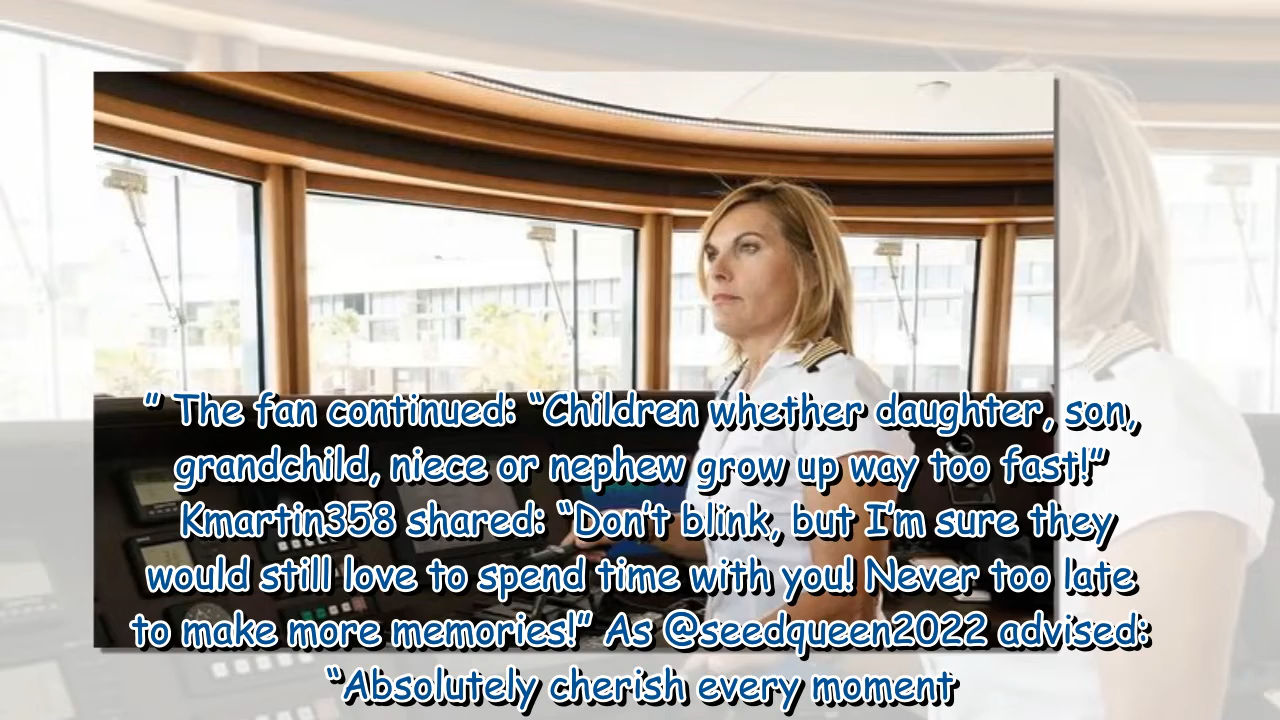 ” The fan continued: “Children whether daughter, son,
grandchild, niece or nephew grow up way too fast!”
Kmartin358 shared: “Don’t blink, but I’m sure they
would still love to spend time with you! Never too late
to make more memories!” As @seedqueen2022 advised:
“Absolutely cherish every moment